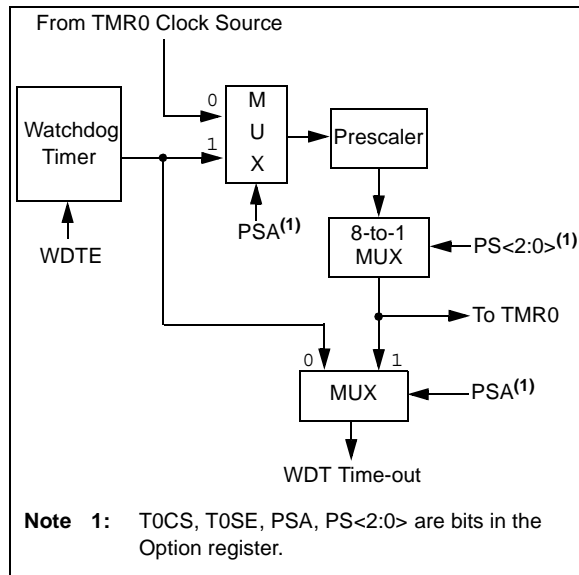 From TMR0 Clock Source
0
M
U
X
1
Watchdog
Timer
Prescaler
PSA(1)
WDTE
8-to-1
MUX
PS<2:0>(1)
To TMR0
0
1
MUX
PSA(1)
WDT Time-out
Note 1: T0CS, T0SE, PSA, PS<2:0> are bits in the
Option register.